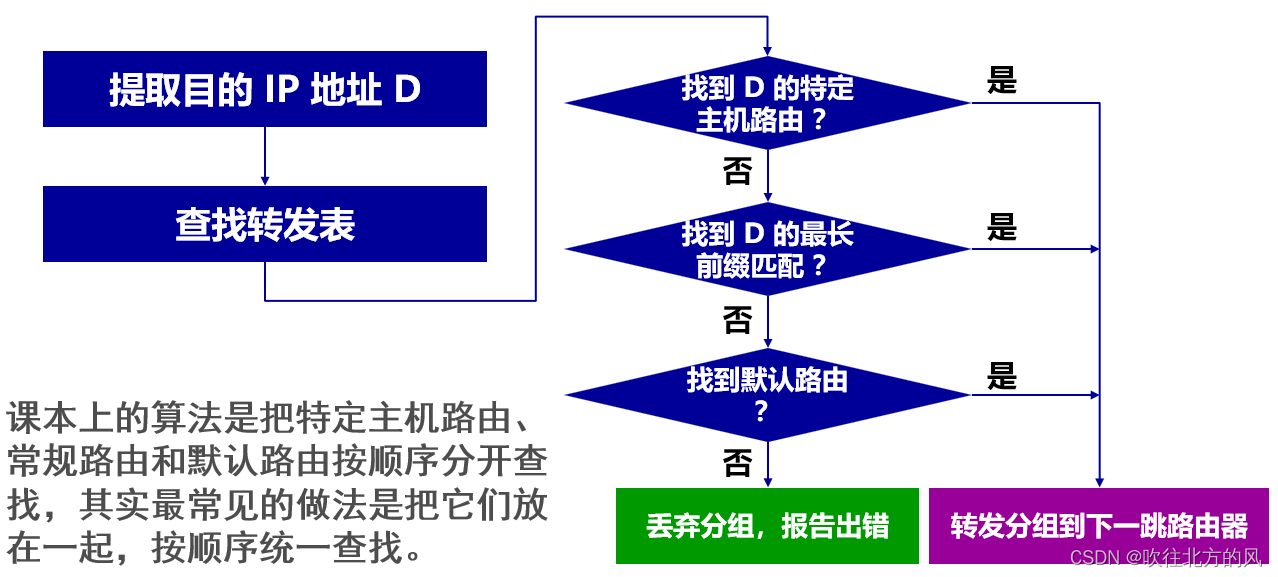 提取目的 IP 地址 D
查找转发表
找到 D 的特定
主机路由？
是
否
找到 D 的最长
前缀匹配？
是
否
找到默认路由
？
是
否
丢弃分组，报告出错
转发分组到下一跳路由器
课本上的算法是把特定主机路由、
常规路由和默认路由按顺序分开查
找，其实最常见的做法是把它们放
在一起，按顺序统一查找。
CSDN @吹往北方的风